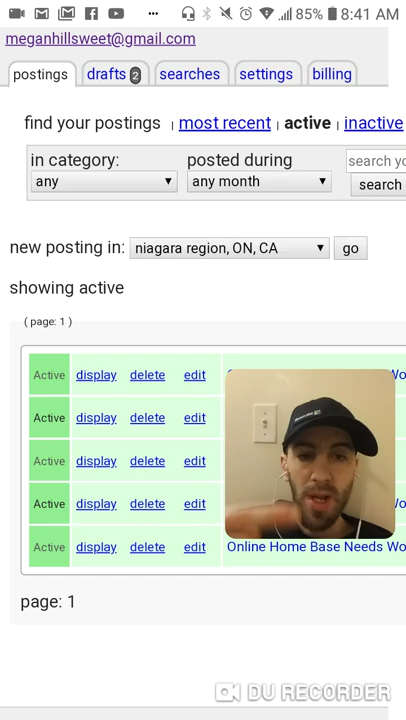 85% 8:41 AM
meganhillsweet@gmail.com
postings drafts 2 searches settings billing
find your postings | most recent | active | inactive
in category: posted during search yo
any any month search
new posting in: niagara region, ON, CA go
showing active
( page: 1 )
Active display delete edit Wo
Active display delete edit
Active display delete edit
Active display delete edit Wo
Active display delete edit Online Home Base Needs Wo
page: 1
DU RECORDER